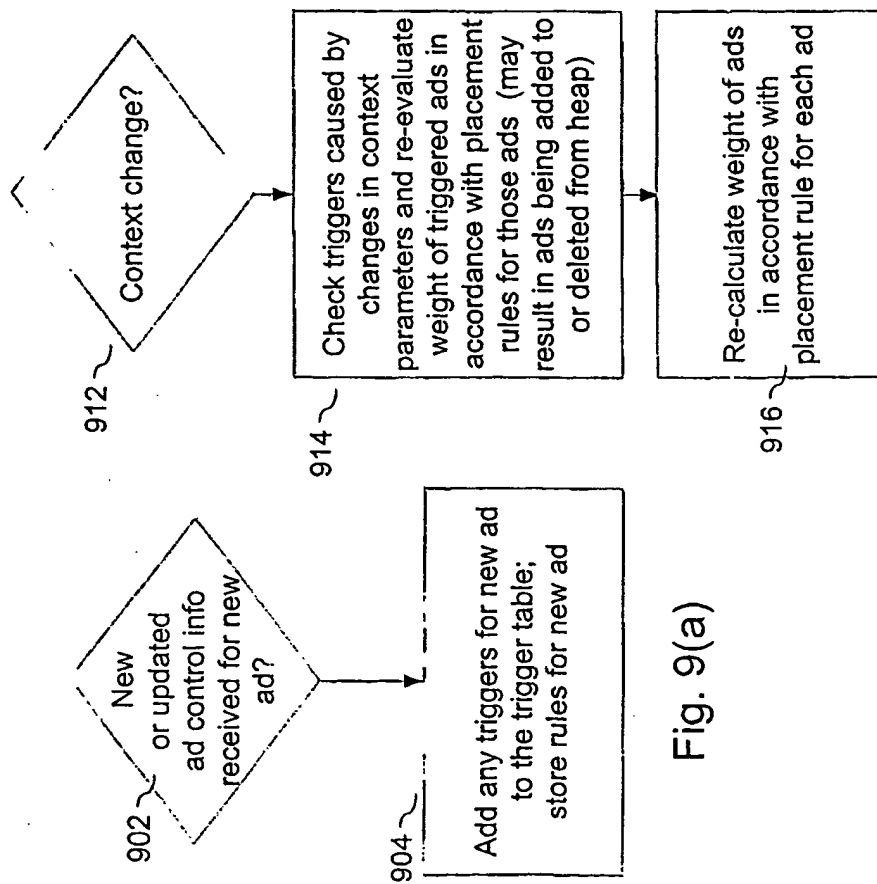 902
New
or updated
ad control info
received for new
ad?
904
Add any triggers for new ad
to the trigger table;
store rules for new ad
912
Context change?
914
Check triggers caused by
changes in context
parameters and re-evaluate
weight of triggered ads in
accordance with placement
rules for those ads (may
result in ads being added to
or deleted from heap)
916
Re-calculate weight of ads
in accordance with
placement rule for each ad
Fig. 9(a)